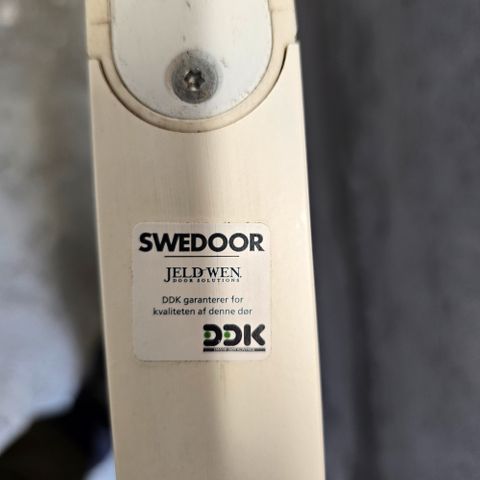 SWEDOOR
JELD-WEN
DOOR SOLUTIONS
DDK garanterer for
kvaliteten af denne dør
DDK